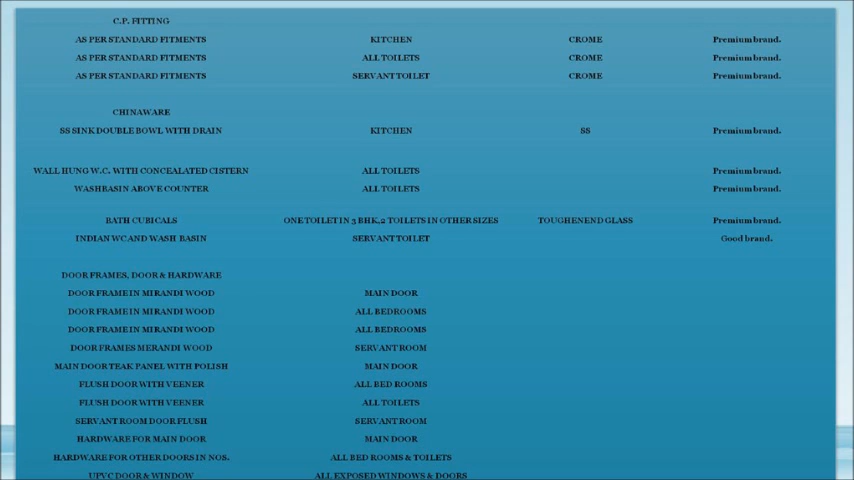 C.P. FITTING
AS PER STANDARD FITMENTS KITCHEN CROME Premium brand.
AS PER STANDARD FITMENTS ALL TOILETS CROME Premium brand.
AS PER STANDARD FITMENTS SERVANT TOILET CROME Premium brand.
CHINAWARE
SS SINK DOUBLE BOWL WITH DRAIN KITCHEN SS Premium brand.
WALL HUNG W.C. WITH CONCEALATED CISTERN ALL TOILETS Premium brand.
WASHBASIN ABOVE COUNTER ALL TOILETS Premium brand.
BATH CUBICALS ONE TOILET IN 3 BHK,2 TOILETS IN OTHER SIZES TOUGHENEND GLASS Premium brand.
INDIAN WC AND WASH BASIN SERVANT TOILET Good brand.
DOOR FRAMES, DOOR & HARDWARE
DOOR FRAME IN MIRANDI WOOD MAIN DOOR
DOOR FRAME IN MIRANDI WOOD ALL BEDROOMS
DOOR FRAME IN MIRANDI WOOD ALL BEDROOMS
DOOR FRAMES MERANDI WOOD SERVANT ROOM
MAIN DOOR TEAK PANEL WITH POLISH MAIN DOOR
FLUSH DOOR WITH VEENER ALL BED ROOMS
FLUSH DOOR WITH VEENER ALL TOILETS
SERVANT ROOM DOOR FLUSH SERVANT ROOM
HARDWARE FOR MAIN DOOR MAIN DOOR
HARDWARE FOR OTHER DOORS IN NOS. ALL BED ROOMS & TOILETS
UPVC DOOR & WINDOW ALL EXPOSED WINDOWS & DOORS